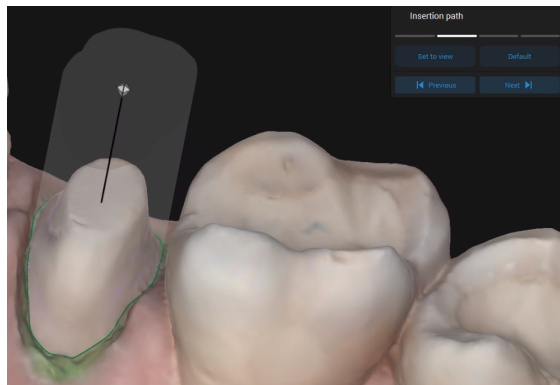 Insertion path
Set to view
Default
Previous
Next